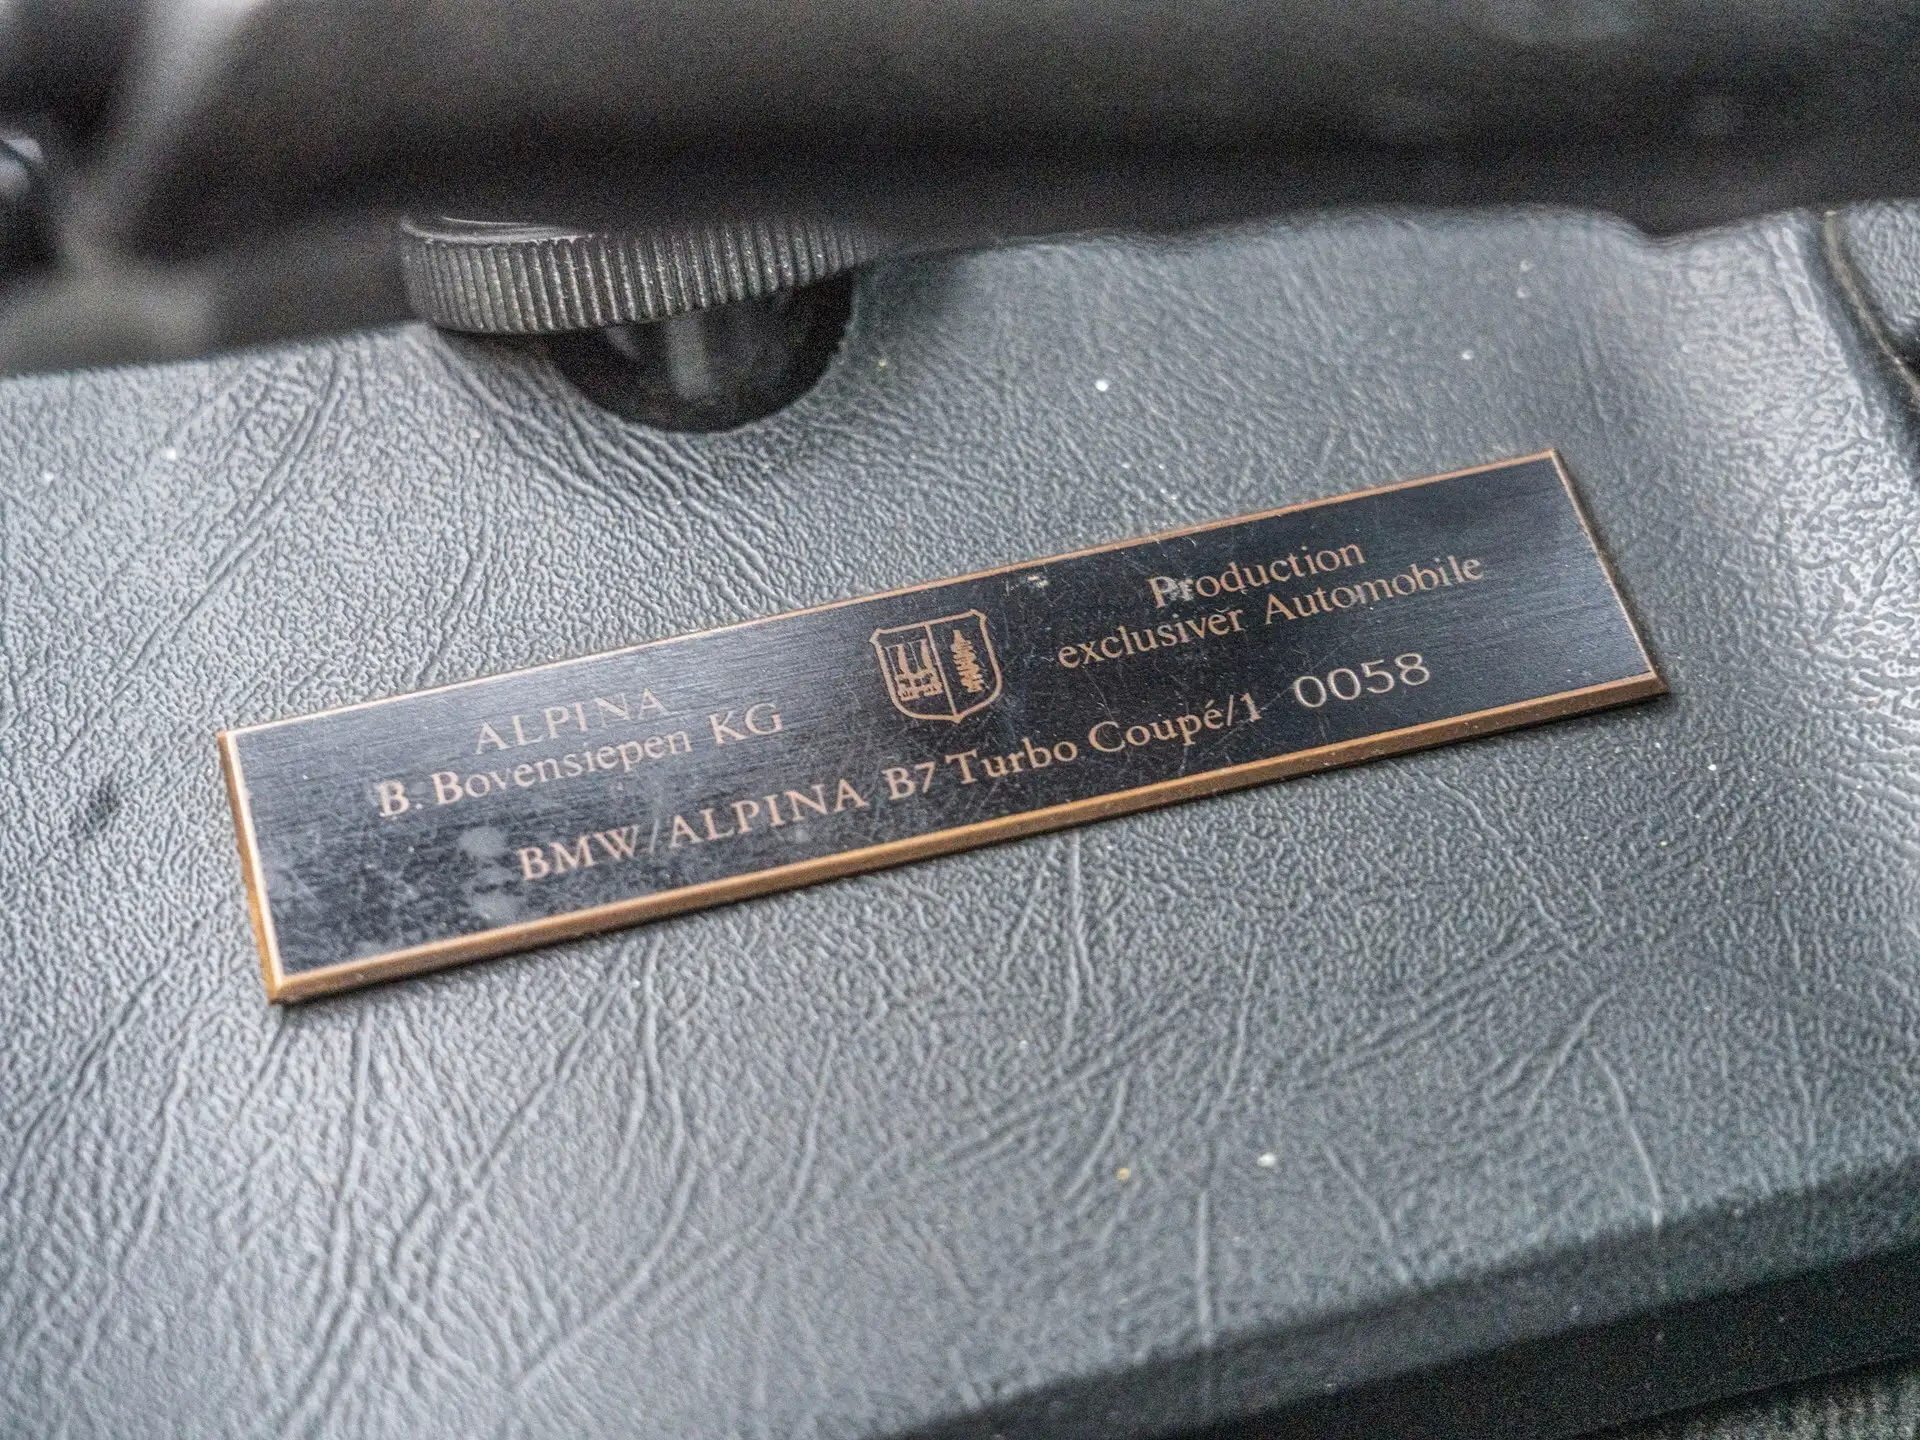 ALPINA
B. Bovensiepen KG
Production
exclusiver Automobile
BMW/ALPINA B7 Turbo Coupé/1 0058